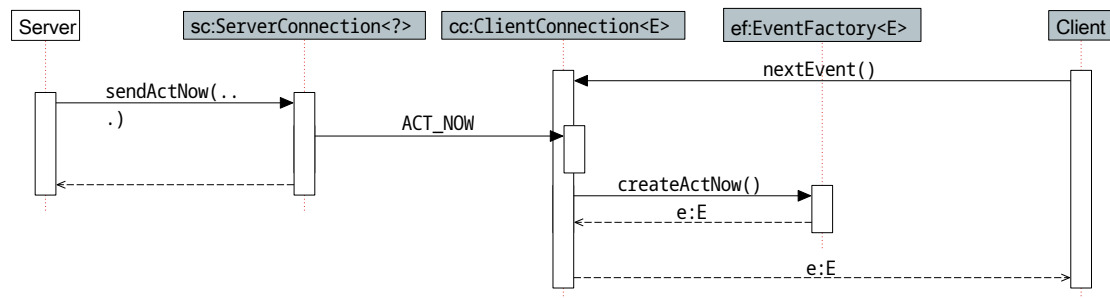 Server
sc:ServerConnection<?>
cc:ClientConnection<E>
ef:EventFactory<E>
Client
nextEvent()
sendActNow(..
.)
ACT_NOW
createActNow()
e:E
e:E